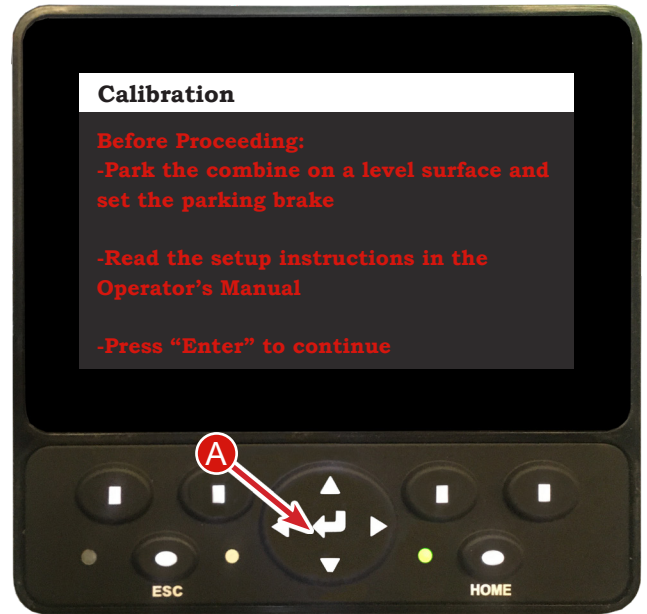 Calibration
Before Proceeding:
-Park the combine on a level surface and
set the parking brake
-Read the setup instructions in the
Operator’s Manual
-Press “Enter” to continue
A
ESC
HOME